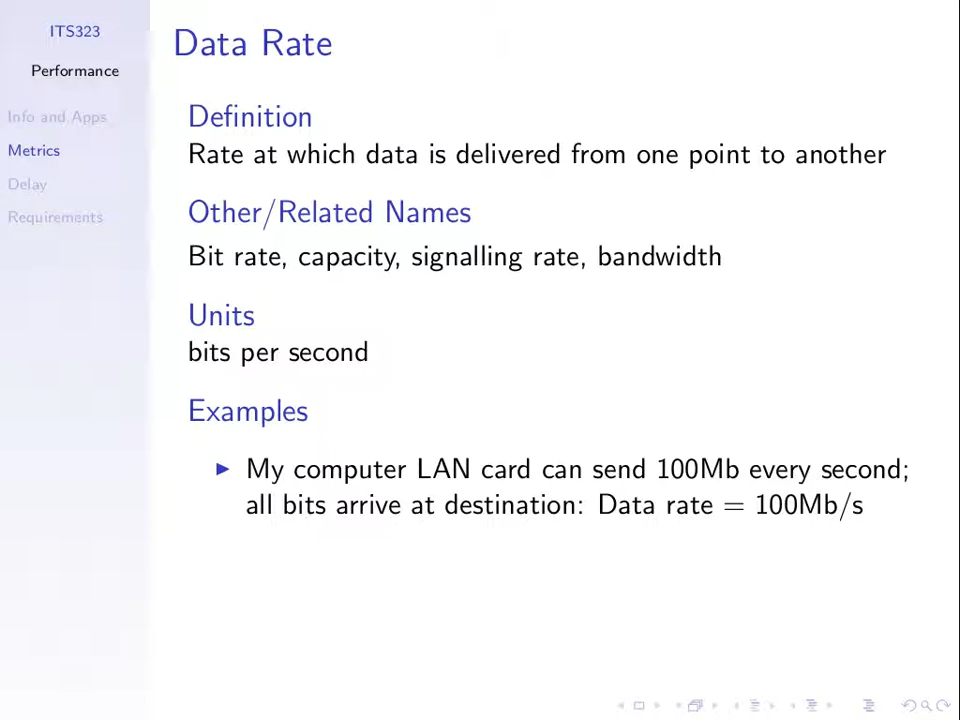 ITS323
Performance
Info and Apps
Metrics
Delay
Requirements
Data Rate
Definition
Rate at which data is delivered from one point to another
Other/Related Names
Bit rate, capacity, signalling rate, bandwidth
Units
bits per second
Examples
My computer LAN card can send 100Mb every second;
all bits arrive at destination: Data rate = 100Mb/s